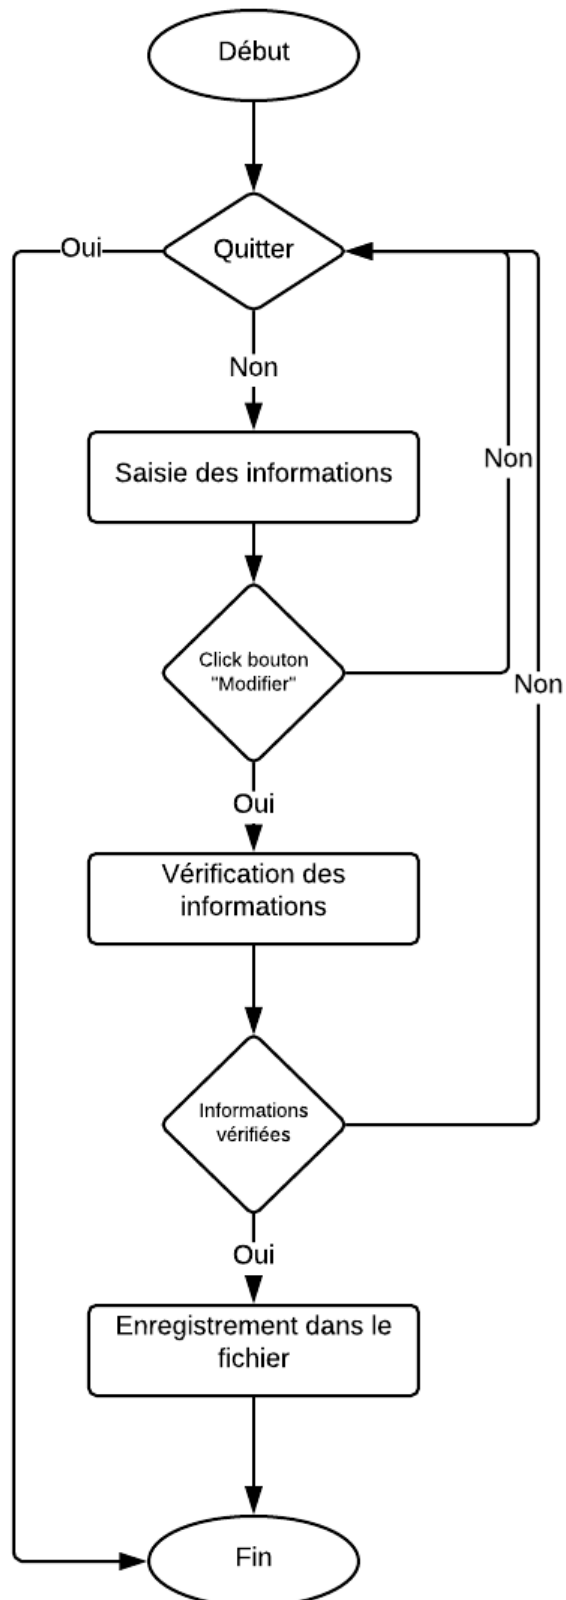 Début
Oui
Quitter
Non
Saisie des informations
Non
Click bouton
"Modifier"
Non
Oui
Vérification des
informations
Informations
vérifiées
Oui
Enregistrement dans le
fichier
Fin